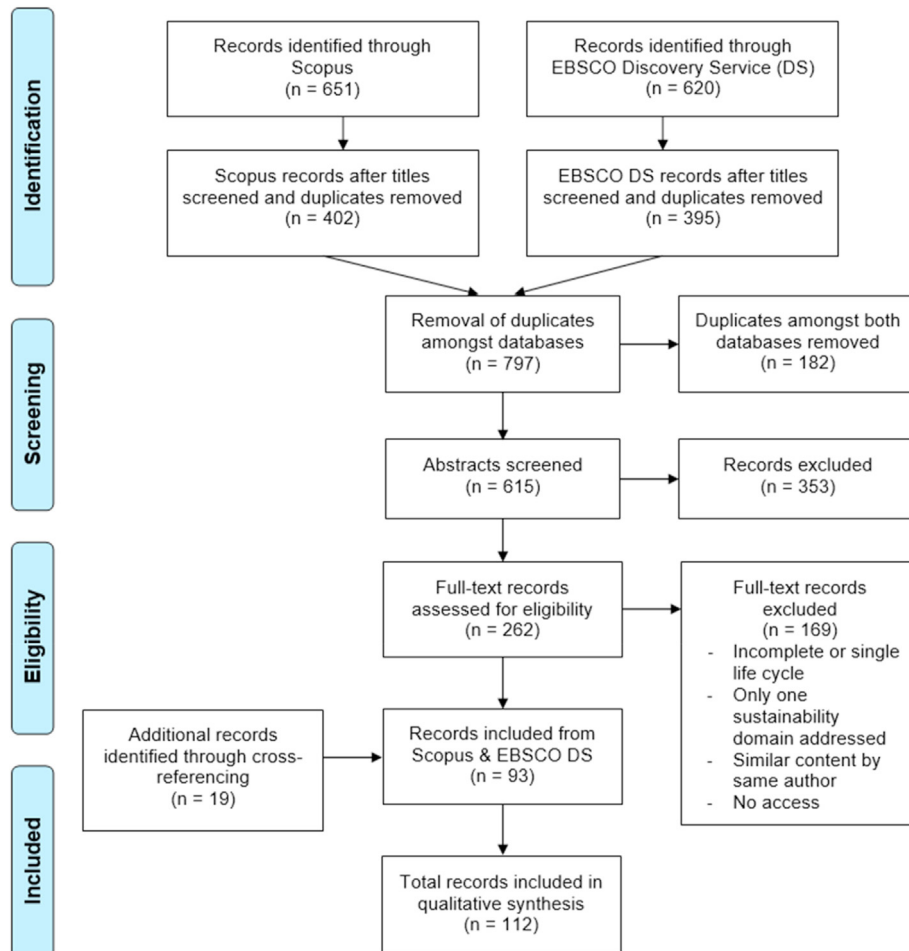 Identification
Records identified through
Scopus
(n = 651)
Records identified through
EBSCO Discovery Service (DS)
(n = 620)
Scopus records after titles
screened and duplicates removed
(n = 402)
EBSCO DS records after titles
screened and duplicates removed
(n = 395)
Screening
Removal of duplicates
amongst databases
(n = 797)
Duplicates amongst both
databases removed
(n = 182)
Abstracts screened
(n = 615)
Records excluded
(n = 353)
Eligibility
Full-text records
assessed for eligibility
(n = 262)
Full-text records
excluded
(n = 169)
- Incomplete or single
life cycle
- Only one
sustainability
domain addressed
- Similar content by
same author
- No access
Additional records
identified through cross-
referencing
(n = 19)
Records included from
Scopus & EBSCO DS
(n = 93)
Included
Total records included in
qualitative synthesis
(n = 112)